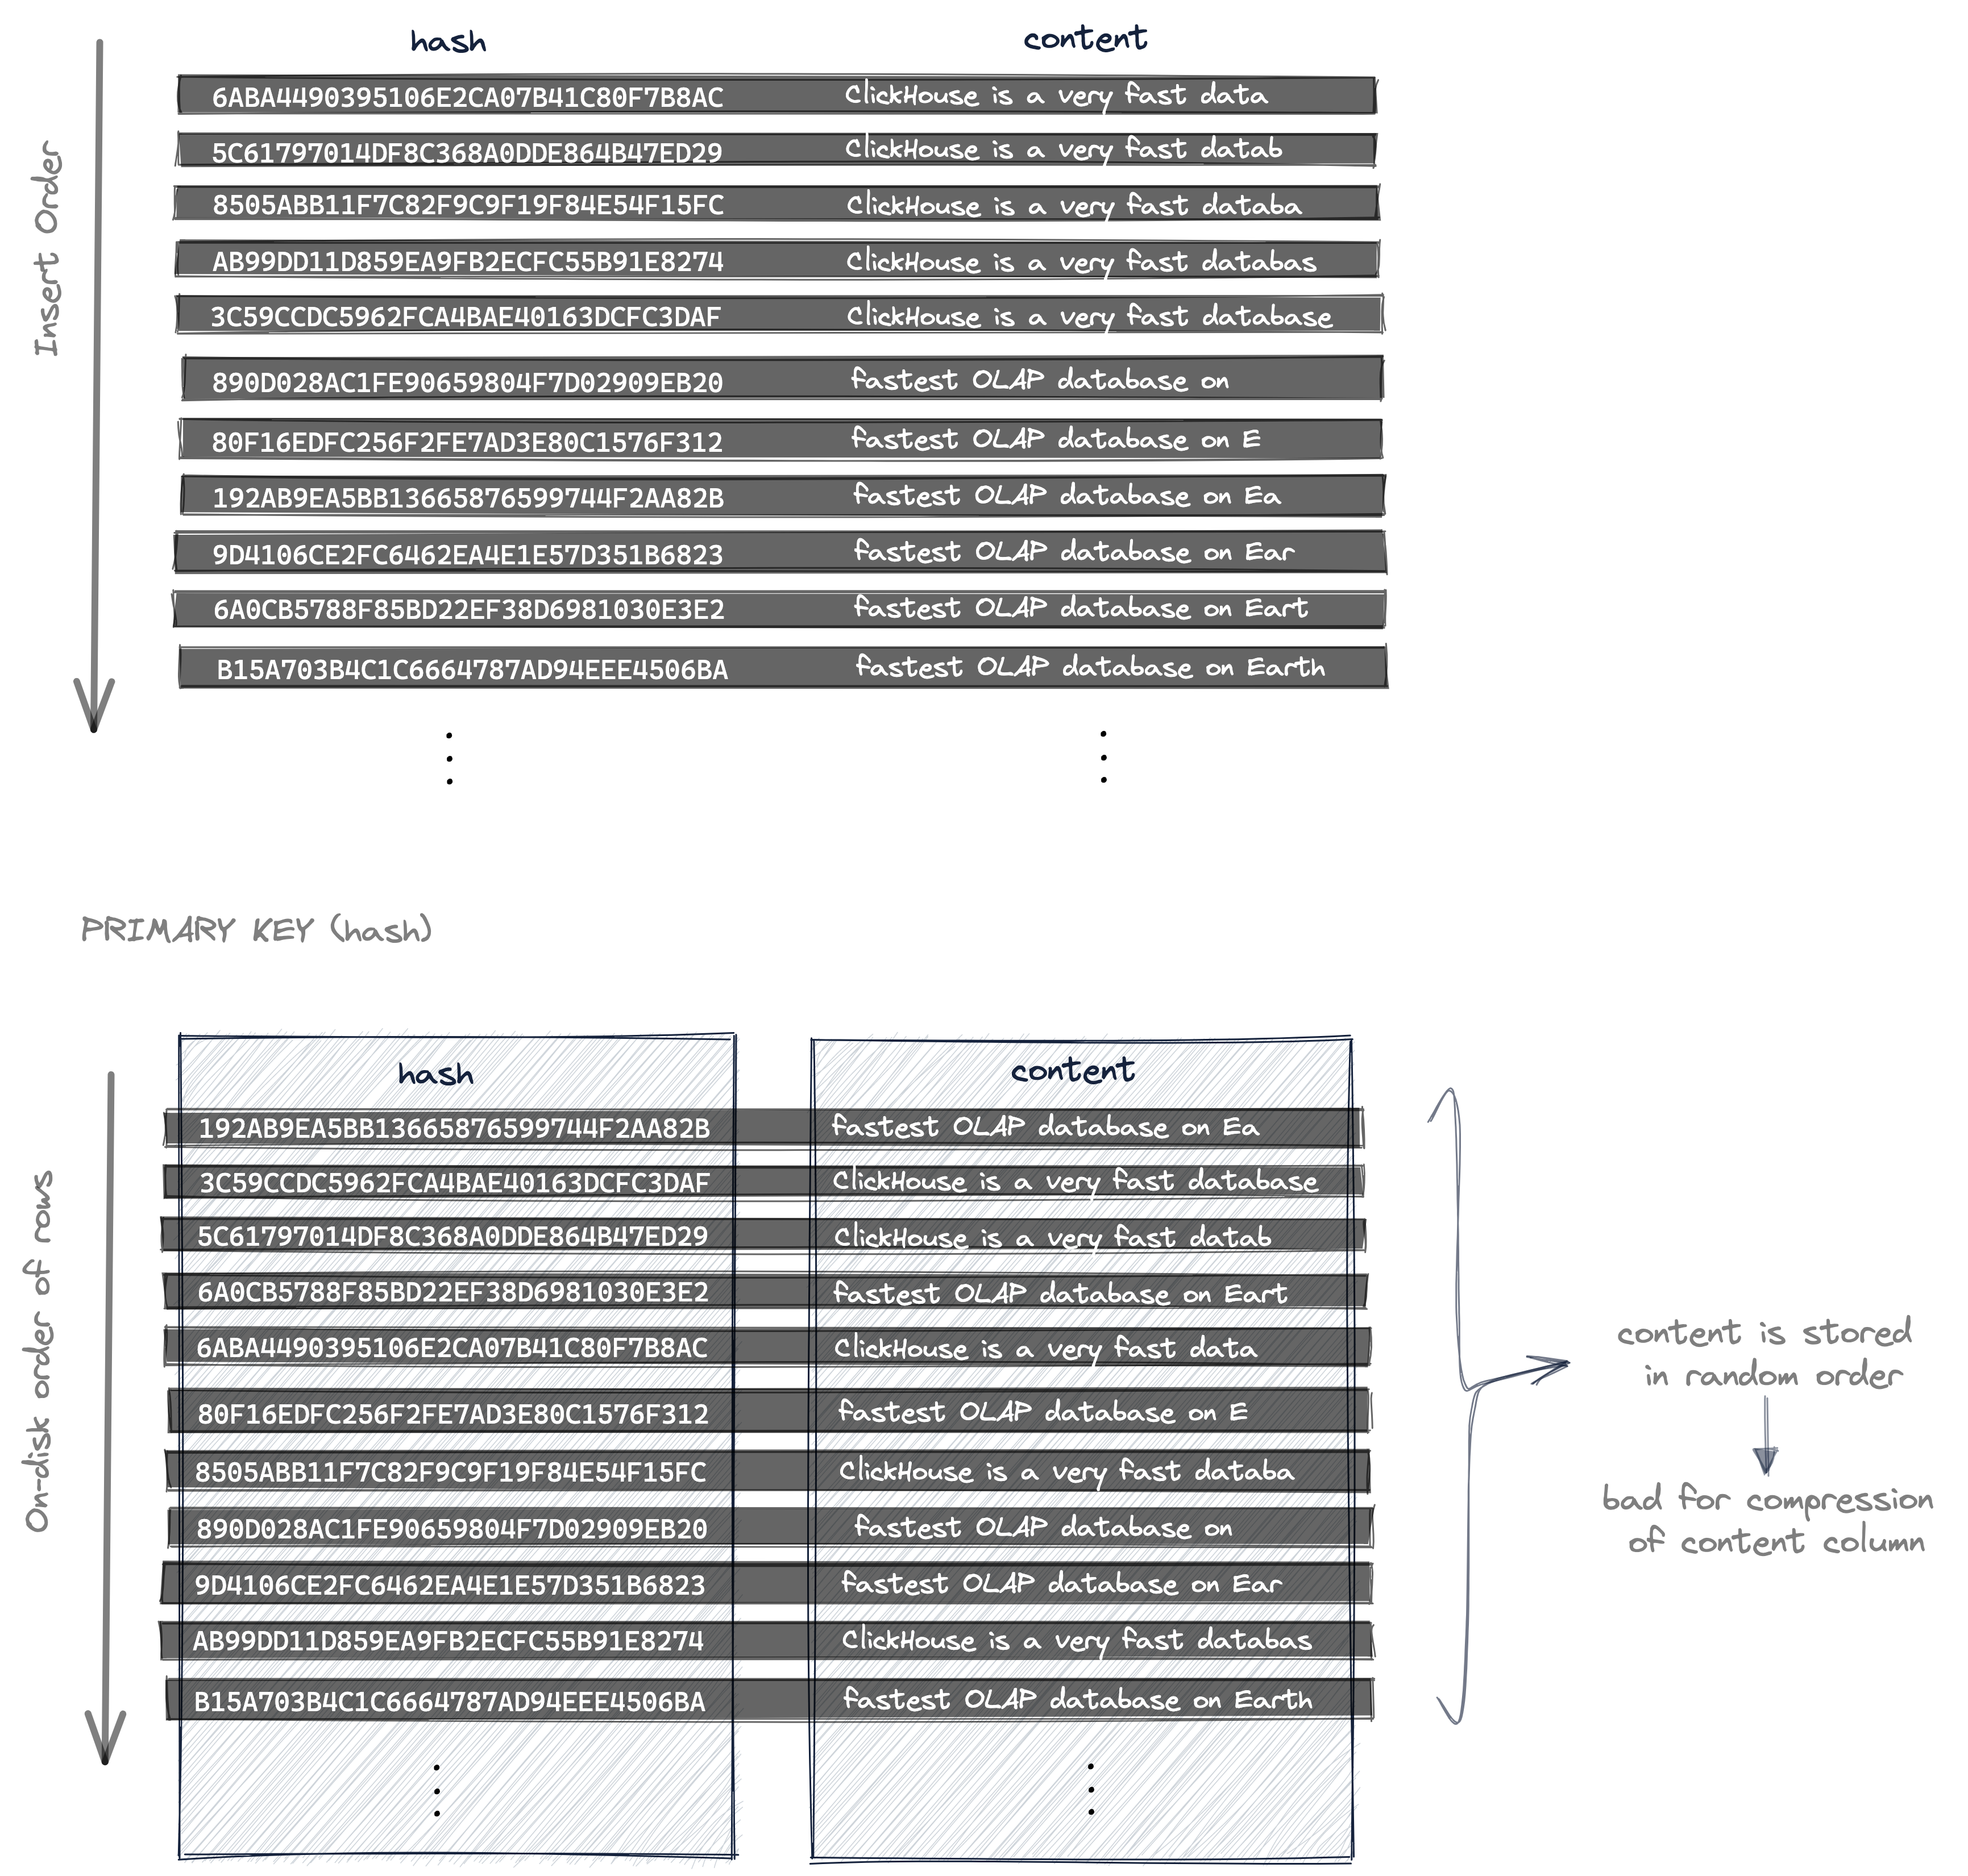 hash content
Insert Order
6ABA4490395106E2CA07B41C80F7B8AC ClickHouse is a very fast data
5C61797014DF8C368A0DDE864B47ED29 ClickHouse is a very fast datab
8505ABB11F7C82F9C9F19F84E54F15FC ClickHouse is a very fast databa
AB99DD11D859EA9FB2ECFC55B91E8274 ClickHouse is a very fast databas
3C59CCDC5962FCA4BAE40163DCFC3DAF ClickHouse is a very fast database
890D028AC1FE90659804F7D02909EB20 fastest OLAP database on
80F16EDFC256F2FE7AD3E80C1576F312 fastest OLAP database on E
192AB9EA5BB13665876599744F2AA82B fastest OLAP database on Ea
9D4106CE2FC6462EA4E1E57D351B6823 fastest OLAP database on Ear
6A0CB5788F85BD22EF38D6981030E3E2 fastest OLAP database on Eart
B15A703B4C1C6664787AD94EEE4506BA fastest OLAP database on Earth
PRIMARY KEY (hash)
hash content
On-disk order of rows
192AB9EA5BB13665876599744F2AA82B fastest OLAP database on Ea
3C59CCDC5962FCA4BAE40163DCFC3DAF ClickHouse is a very fast database
5C61797014DF8C368A0DDE864B47ED29 ClickHouse is a very fast datab
6A0CB5788F85BD22EF38D6981030E3E2 fastest OLAP database on Eart
6ABA4490395106E2CA07B41C80F7B8AC ClickHouse is a very fast data
80F16EDFC256F2FE7AD3E80C1576F312 fastest OLAP database on E
8505ABB11F7C82F9C9F19F84E54F15FC ClickHouse is a very fast databa
890D028AC1FE90659804F7D02909EB20 fastest OLAP database on
9D4106CE2FC6462EA4E1E57D351B6823 fastest OLAP database on Ear
AB99DD11D859EA9FB2ECFC55B91E8274 ClickHouse is a very fast databas
B15A703B4C1C6664787AD94EEE4506BA fastest OLAP database on Earth
content is stored
in random order
bad for compression
of content column